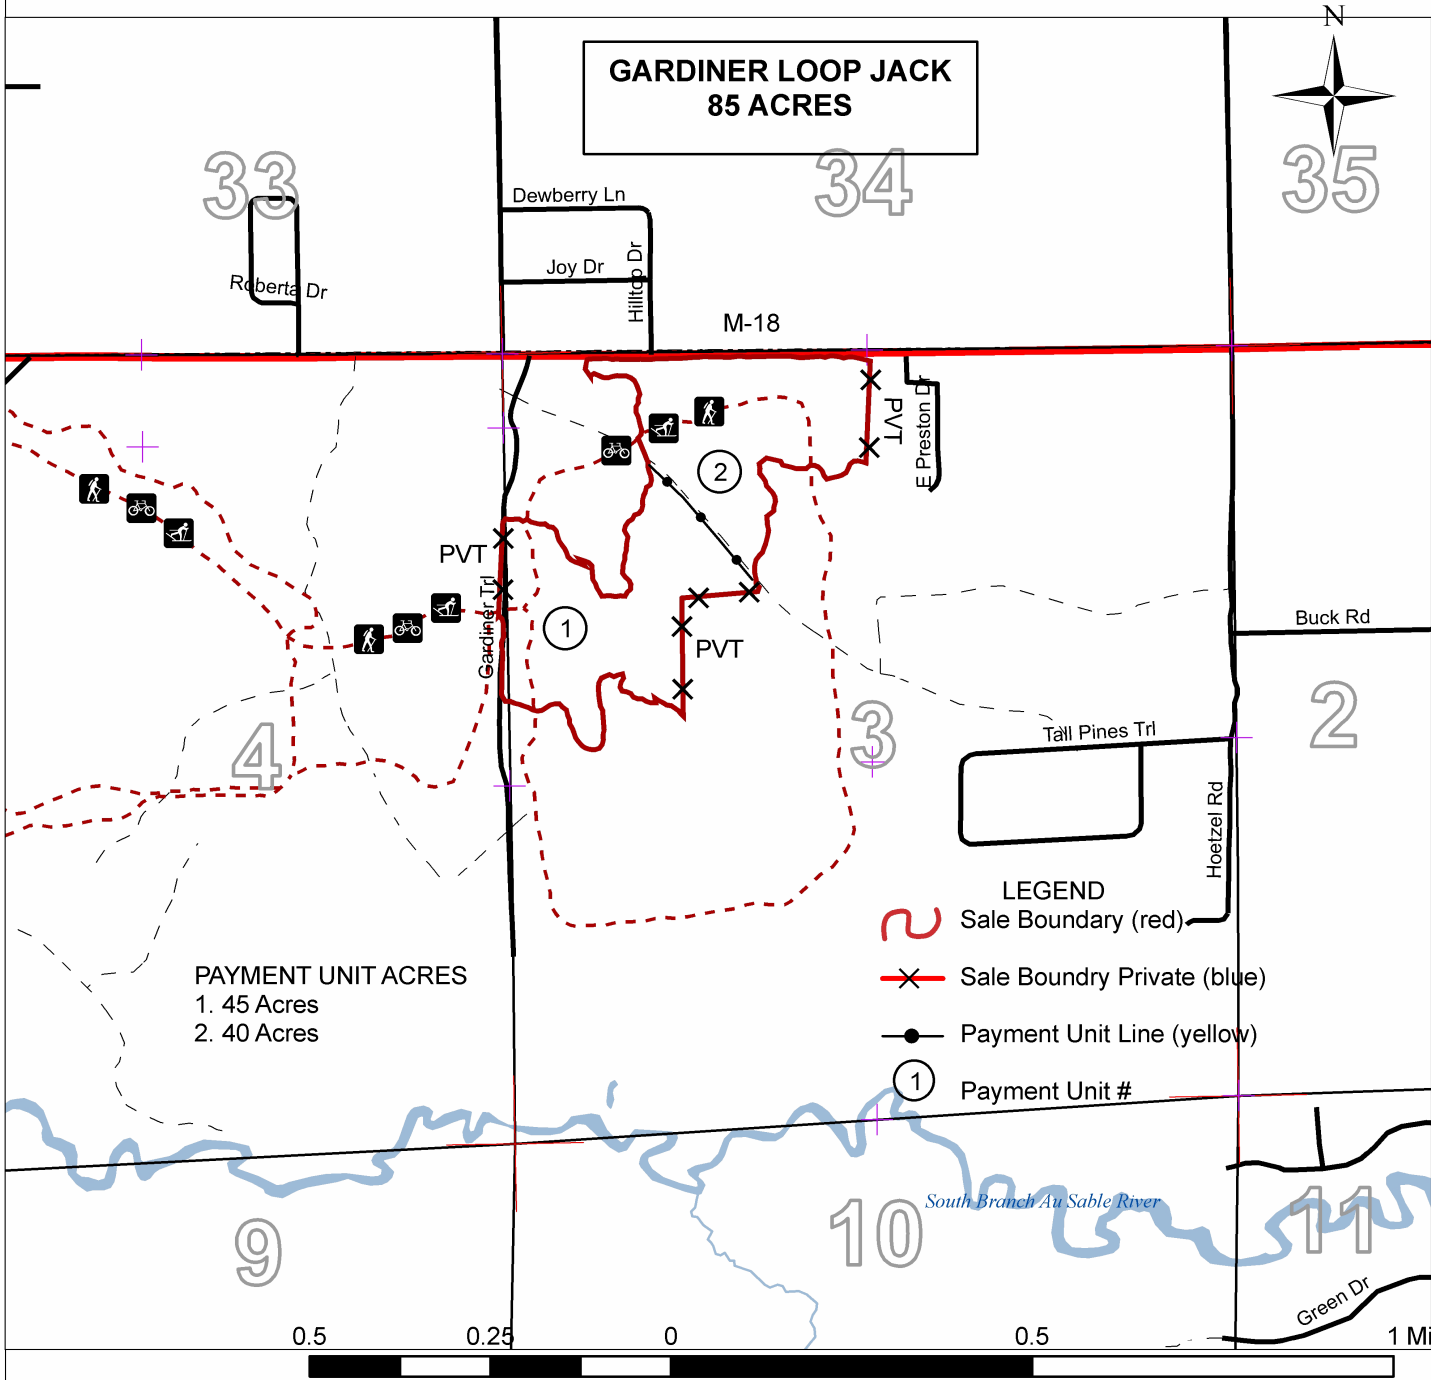 N
GARDINER LOOP JACK
85 ACRES
33
34
35
Dewberry Ln
Joy Dr
Hilltop Dr
Roberta Dr
M-18
PVT
E Preston Dr
2
PVT
Gardiner Trl
1
PVT
Buck Rd
4
3
2
Tall Pines Trl
Hoetzel Rd
LEGEND
Sale Boundary (red)
Sale Boundry Private (blue)
Payment Unit Line (yellow)
1 Payment Unit #
PAYMENT UNIT ACRES
1. 45 Acres
2. 40 Acres
South Branch Au Sable River
9
10
11
Green Dr
0.5 0.25 0 0.5 1 Mi